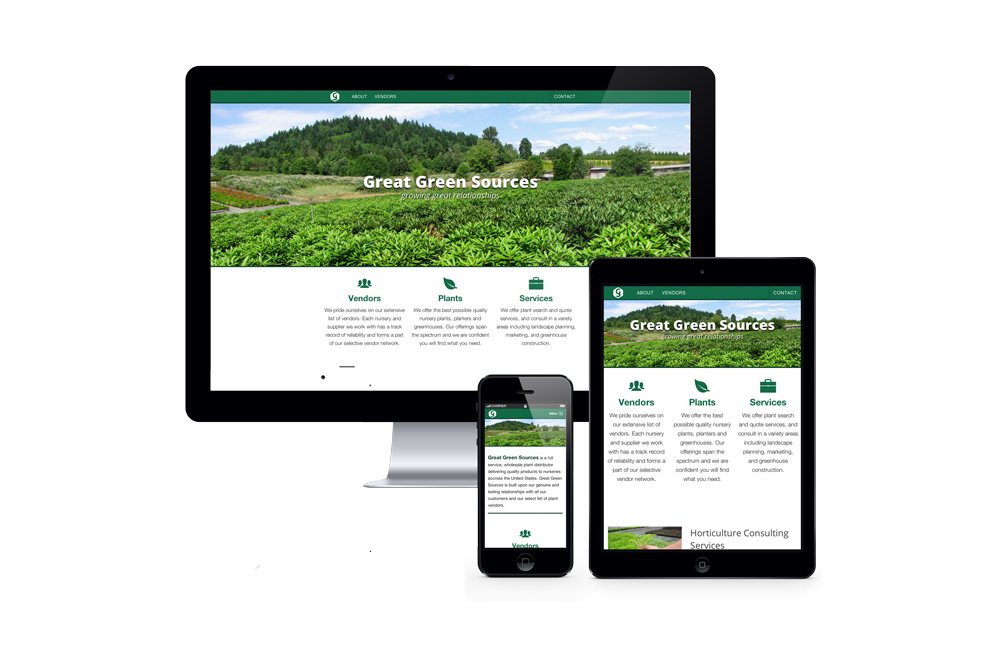 ABOUT VENDORS CONTACT
Great Green Sources
growing great relationships
Vendors
We pride ourselves on our extensive
list of vendors. Each nursery and
supplier we work with has a track
record of reliability and forms a part
of our selective vendor network.
Plants
We offer the best possible quality
nursery plants, planters and
greenhouses. Our offerings span
the spectrum and we are confident
you will find what you need.
Services
We offer plant search and quote
services, and consult in a variety
areas including landscape planning,
marketing, and greenhouse
construction.
CARRIER
MENU
Great Green Sources is a full
service, wholesale plant distributor
delivering quality products to nurseries
accross the United States. Great Green
Sources is built upon our genuine and
lasting relationships with all our
customers and our select list of plant
vendors.
Vendors
ABOUT VENDORS CONTACT
Great Green Sources
growing great relationships
Vendors
We pride ourselves on
our extensive list of
vendors. Each nursery
and supplier we work
with has a track record
of reliability and forms a
part of our selective
vendor network.
Plants
We offer the best
possible quality nursery
plants, planters and
greenhouses. Our
offerings span the
spectrum and we are
confident you will find
what you need.
Services
We offer plant search
and quote services, and
consult in a variety areas
including landscape
planning, marketing,
and greenhouse
construction.
Horticulture Consulting
Services